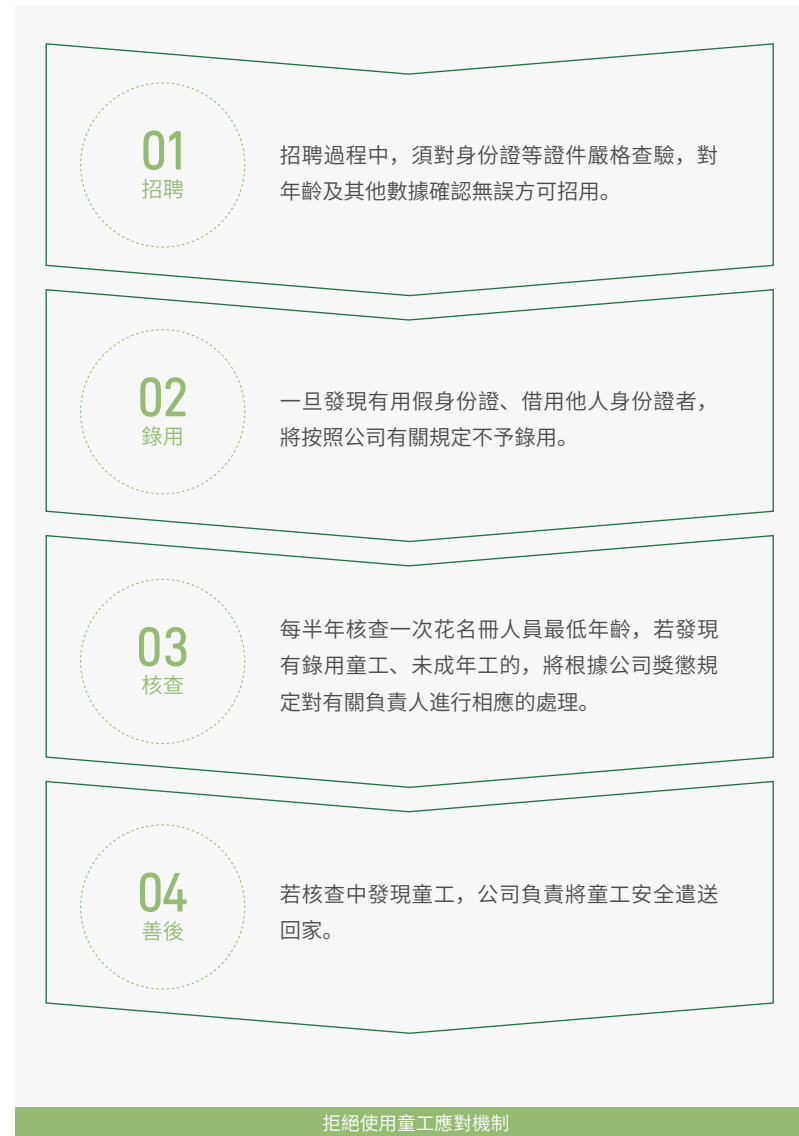 01
招聘
招聘過程中，須對身份證等證件嚴格查驗，對
年齡及其他數據確認無誤方可招用。
02
錄用
一旦發現有用假身份證、借用他人身份證者，
將按照公司有關規定不予錄用。
03
核查
每半年核查一次花名冊人員最低年齡，若發現
有錄用童工、未成年工的，將根據公司獎懲規
定對有關負責人進行相應的處理。
04
善後
若核查中發現童工，公司負責將童工安全遣送
回家。
拒絕使用童工應對機制